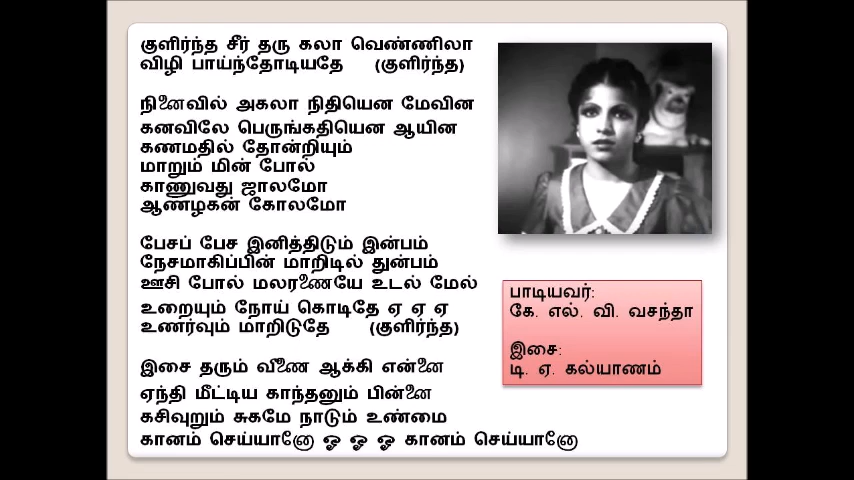 குளிர்ந்த சீர் தரு கலா வெண்ணிலா
விழி பாய்ந்தோடியதே (குளிர்ந்த)
நினைவில் அகலா நிதியென மேவின
கனவிலே பெருங்கதியென ஆயின
கணமதில் தோன்றியும்
மாறும் மின் போல்
காணுவது ஜாலமோ
ஆணழகன் கோலமோ
பேசப் பேச இனித்திடும் இன்பம்
நேசமாகிப்பின் மாறிடில் துன்பம்
ஊசி போல் மலரணையே உடல் மேல்
உறையும் நோய் கொடிதே ஏ ஏ ஏ
உணர்வும் மாறிடுதே (குளிர்ந்த)
இசை தரும் வீணை ஆக்கி என்னை
ஏந்தி மீட்டிய காந்தனும் பின்னை
கசிவுறும் சுகமே நாடும் உண்மை
கானம் செய்யானோ ஓ ஓ ஓ கானம் செய்யானோ
பாடியவர்:
கே. எல். வி. வசந்தா
இசை:
டி. ஏ. கல்யாணம்